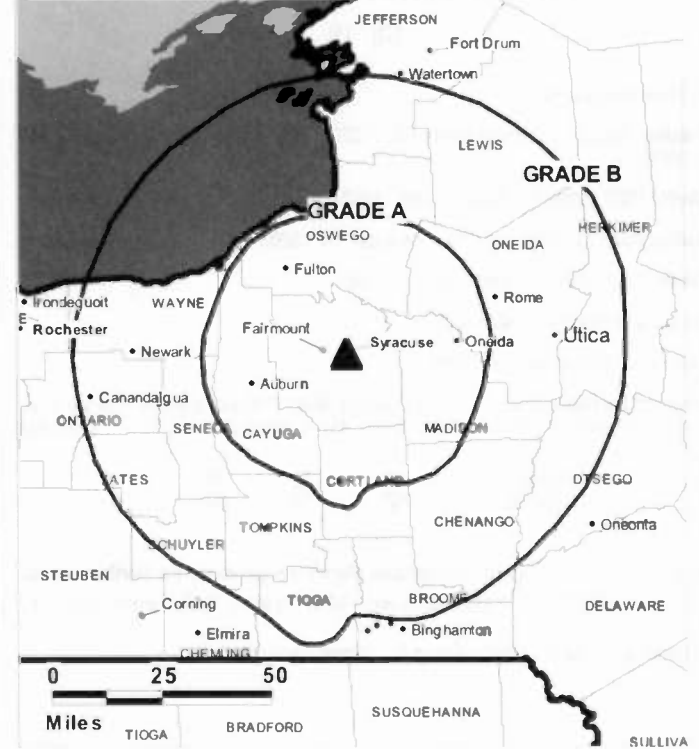 JEFFERSON
Fort Drum
Watertown
LEWIS
GRADE B
GRADE A
OSWEGO
HERKIMER
ONEIDA
Fulton
Irondequoit
WAYNE
Rome
E
Rochester
Fairmount
Syracuse
Oneida
Utica
Newark
Auburn
Canandaigua
ONTARIO
SENECA
CAYUGA
MADISON
YATES
CORTLAND
OTSEGO
TOMPKINS
CHENANGO
Oneonta
SCHUYLER
STEUBEN
TIOGA
BROOME
Corning
DELAWARE
Elmira
Binghamton
CHEMUNG
0 25 50
Miles
TIOGA
BRADFORD
SUSQUEHANNA
SULLIVA